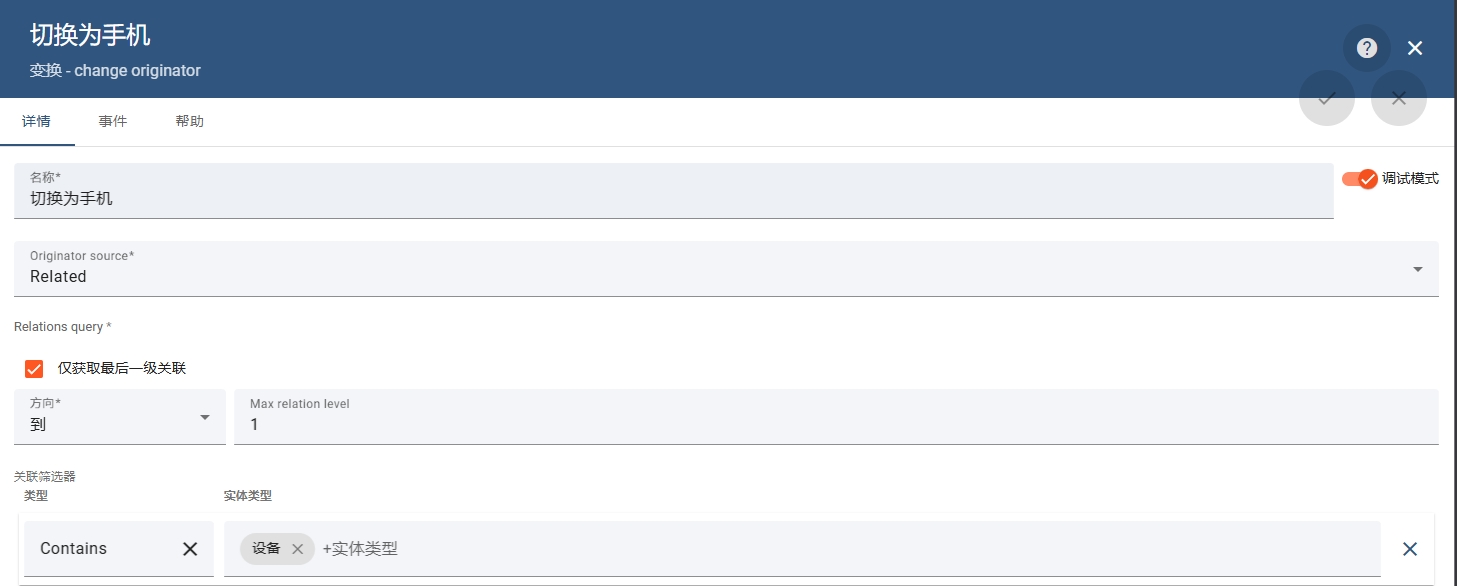 切换为手机
变换 - change originator
详情 事件 帮助
名称*
切换为手机
调试模式
Originator source*
Related
Relations query *
仅获取最后一级关联
方向*
到
Max relation level
1
关联筛选器
类型 实体类型
Contains 设备 +实体类型